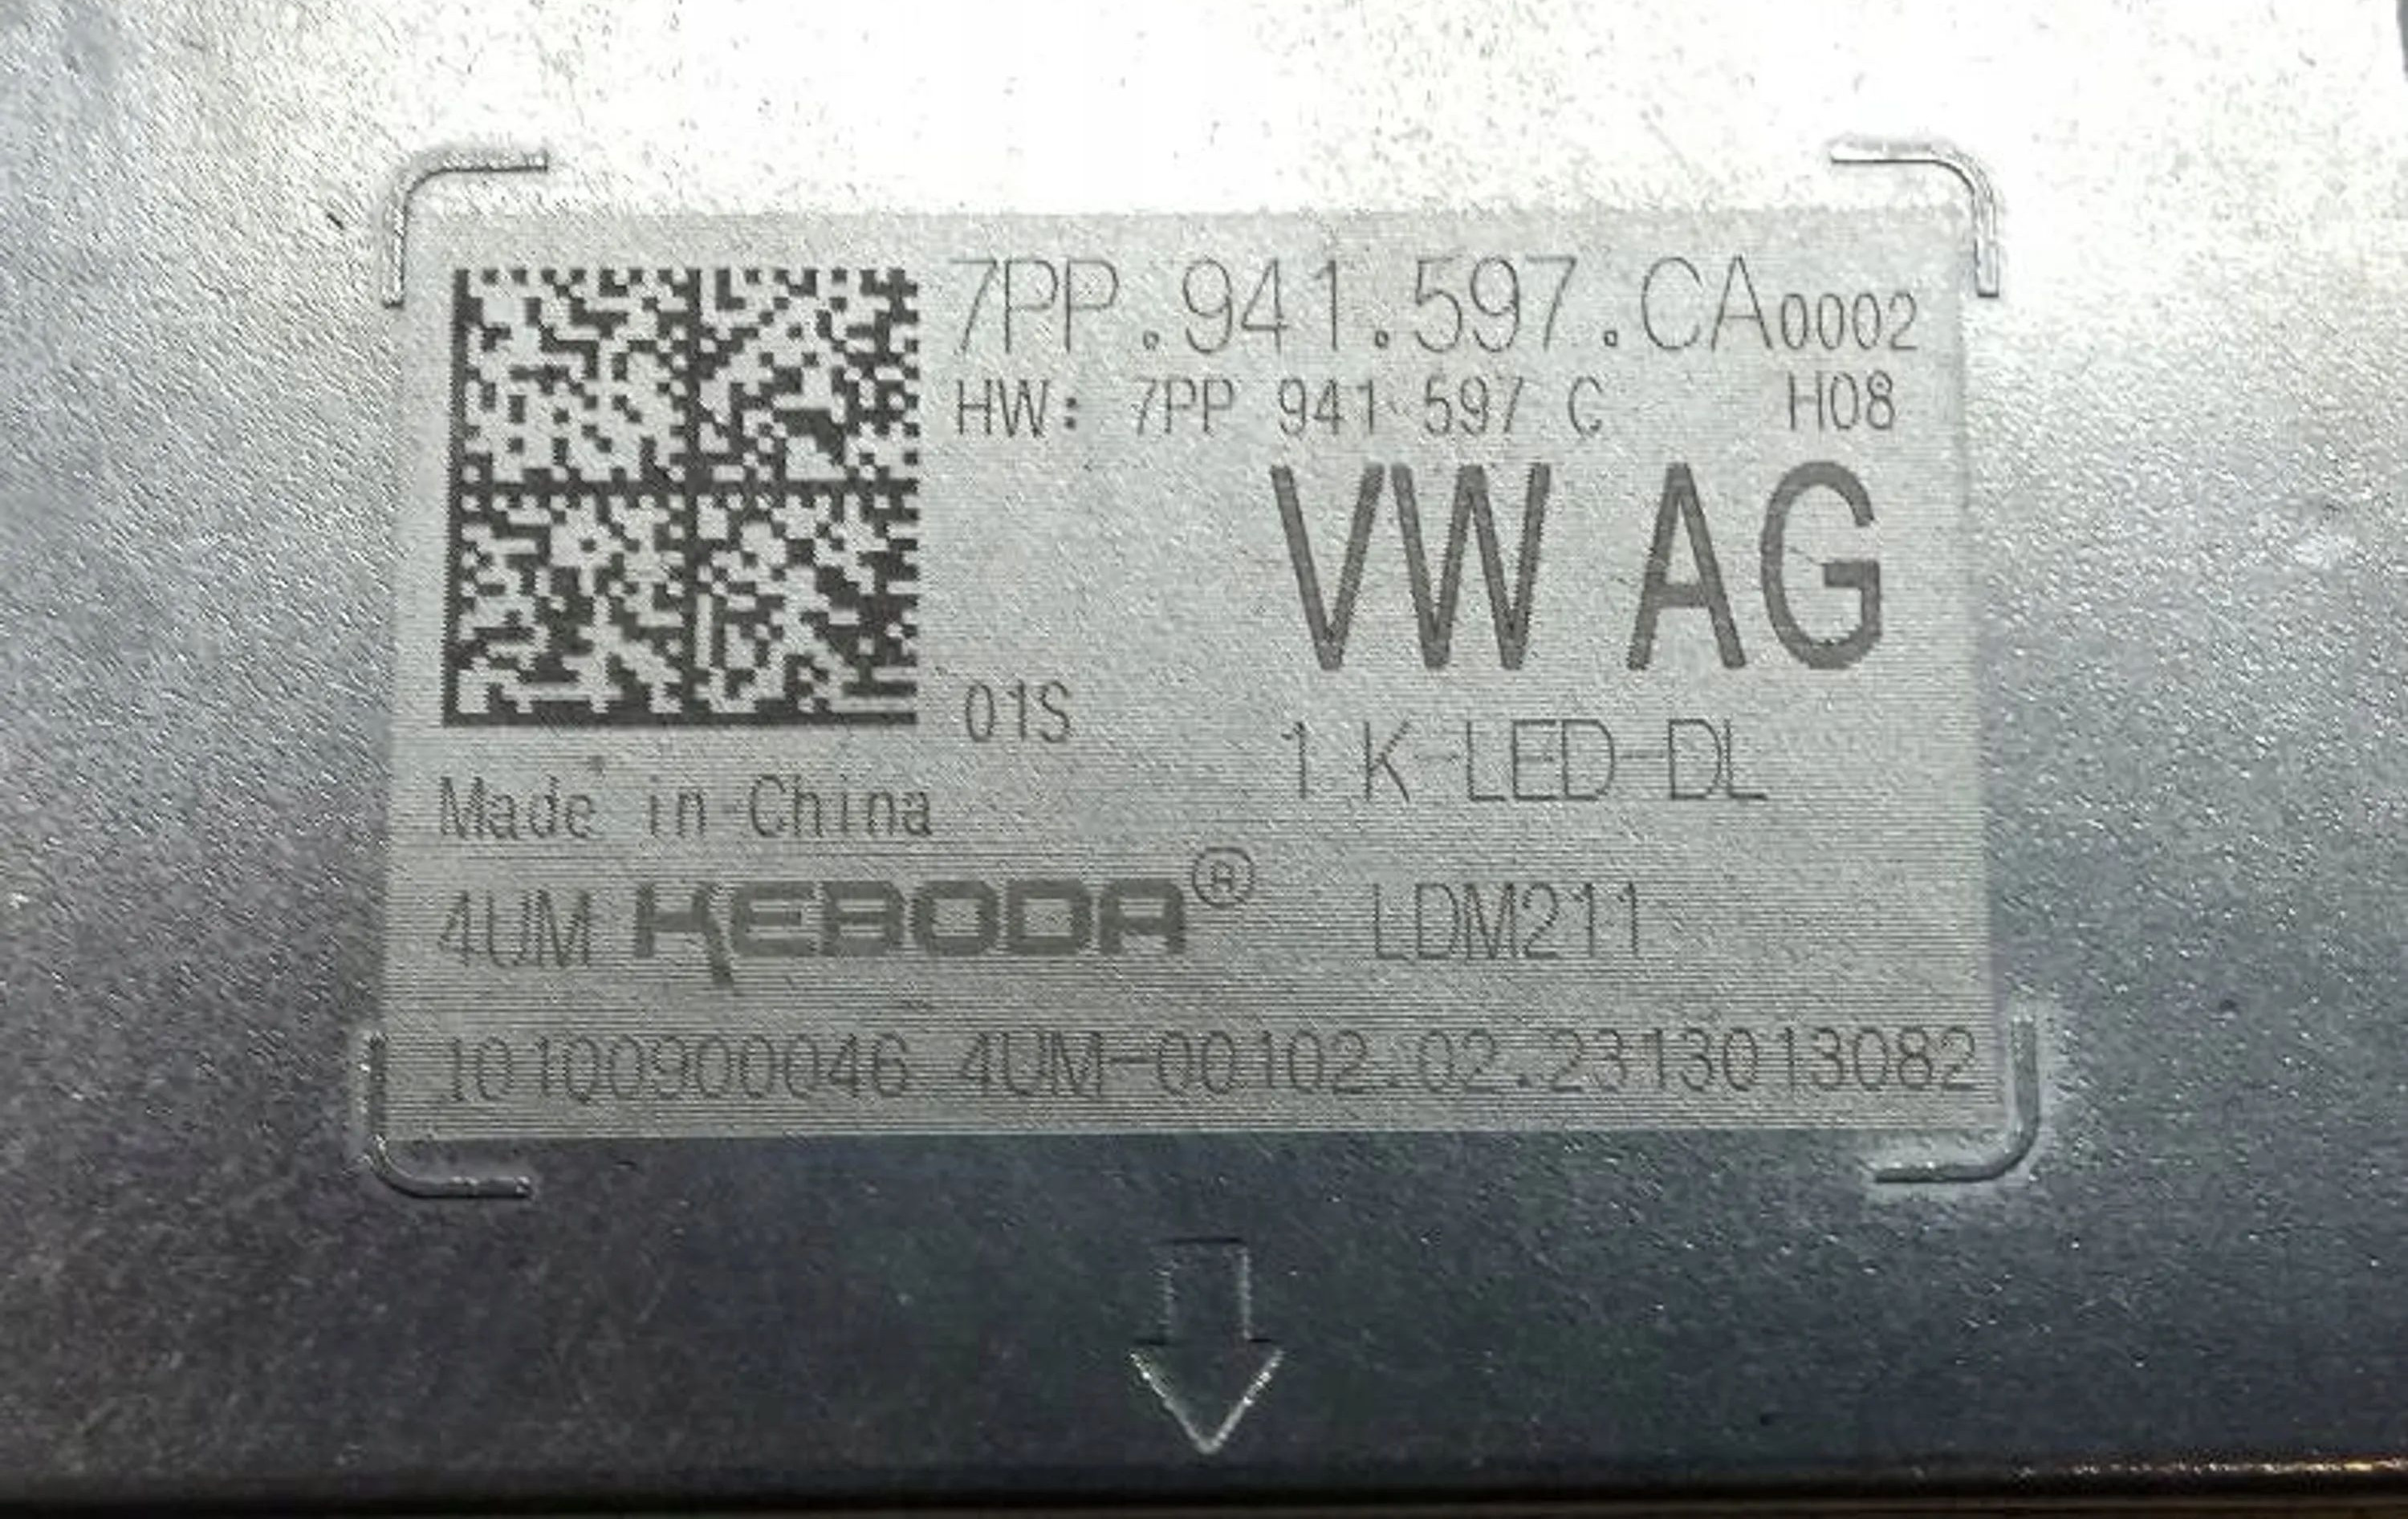 7PP.941.597.CA0002
HW: 7PP 941 597 C H08
VW AG
01S
1 K-LED-DL
Made in China
4UM KEBODA® LDM211
10100900046 4UM-00102.02.2313013082